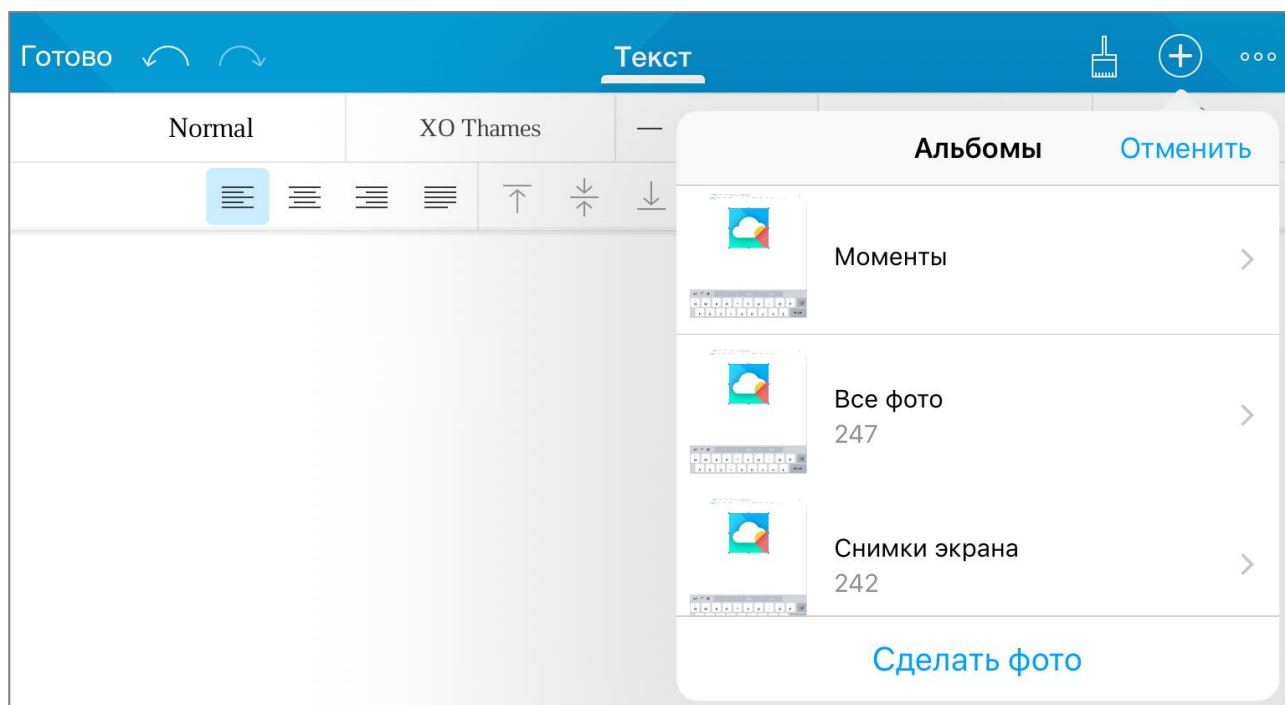 Готово
Текст
Normal
XO Thames
Альбомы
Отменить
Моменты
Все фото
247
Снимки экрана
242
Сделать фото